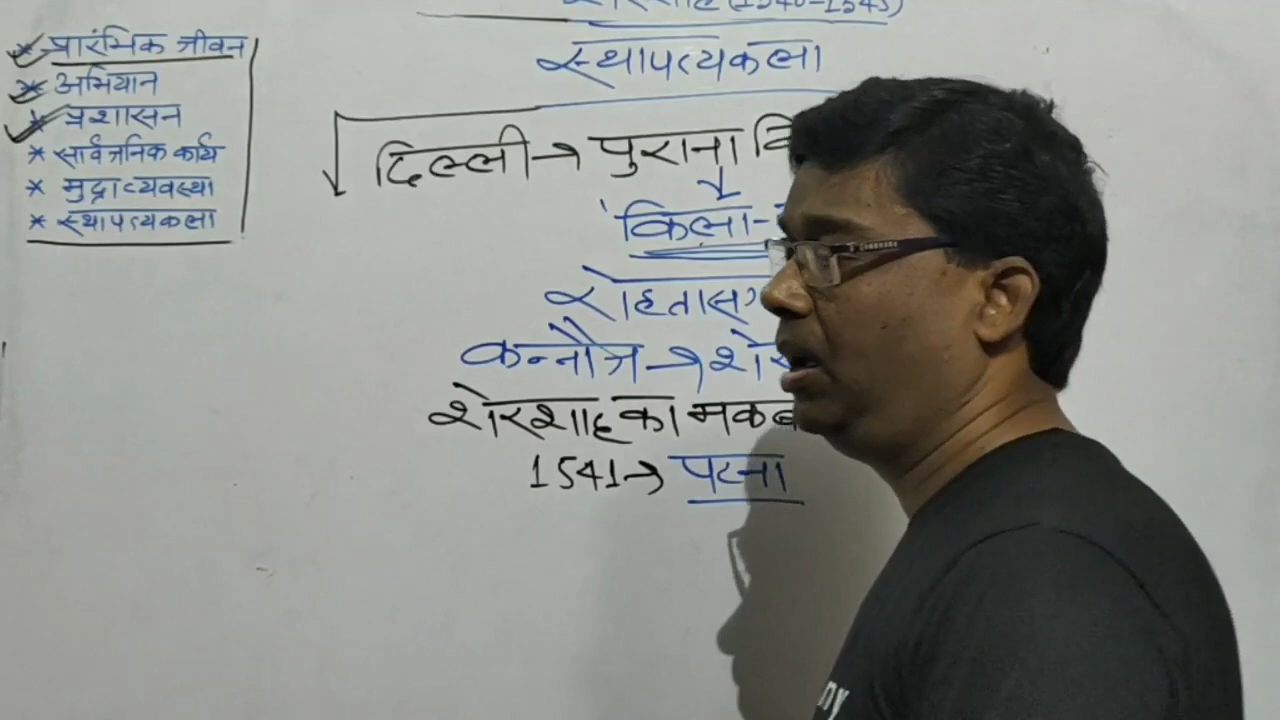 शेरशाह (1540-1545)
स्थापत्यकला
* प्रारंभिक जीवन
* अभियान
* प्रशासन
* सार्वजनिक कार्य
* मुद्राव्यवस्था
* स्थापत्यकला
दिल्ली → पुराना
किला-
रोहतास
कन्नौज →
शेरशाह का मकब
1541 → पटना
ny